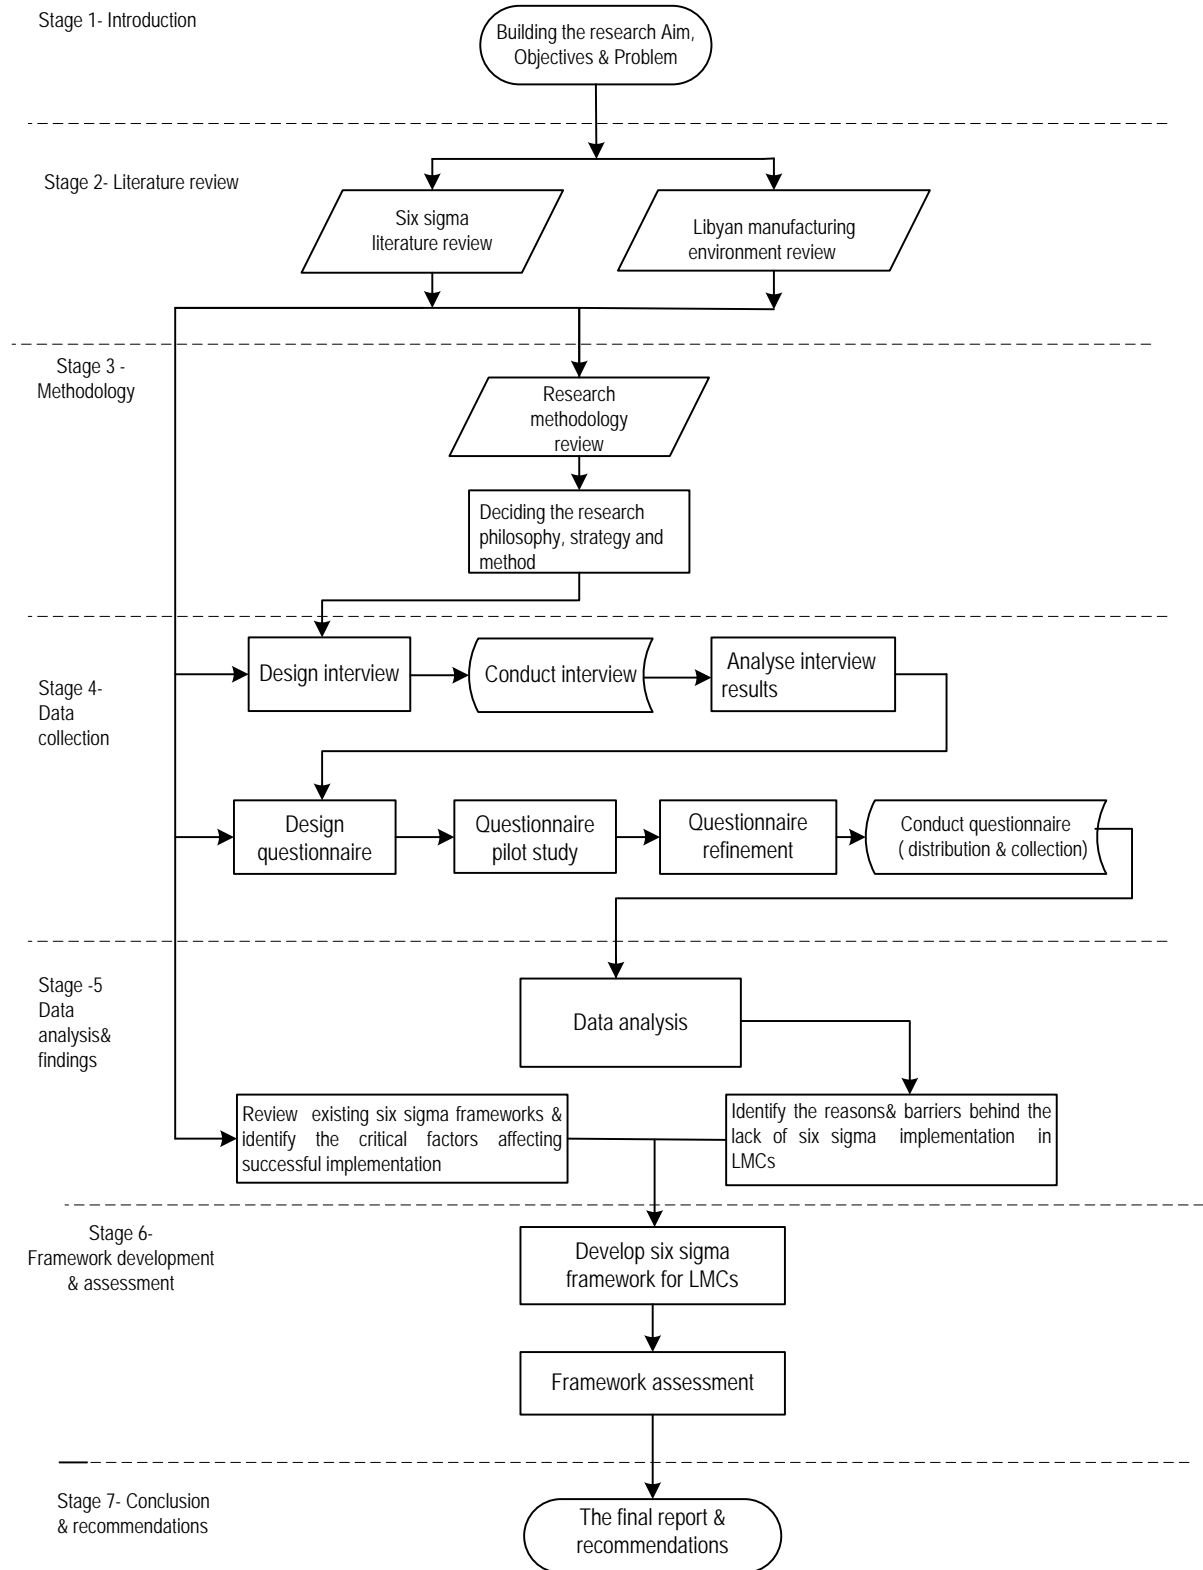 Stage 1- Introduction
Building the research Aim,
Objectives & Problem
Stage 2- Literature review
Six sigma
literature review
Libyan manufacturing
environment review
Stage 3 -
Methodology
Research
methodology
review
Deciding the research
philosophy, strategy and
method
Stage 4-
Data
collection
Design interview
Conduct interview
Analyse interview
results
Design
questionnaire
Questionnaire
pilot study
Questionnaire
refinement
Conduct questionnaire
( distribution & collection)
Stage -5
Data
analysis&
findings
Data analysis
Review existing six sigma frameworks &
identify the critical factors affecting
successful implementation
Identify the reasons& barriers behind the
lack of six sigma implementation in
LMCs
Stage 6-
Framework development
& assessment
Develop six sigma
framework for LMCs
Framework assessment
Stage 7- Conclusion
& recommendations
The final report &
recommendations